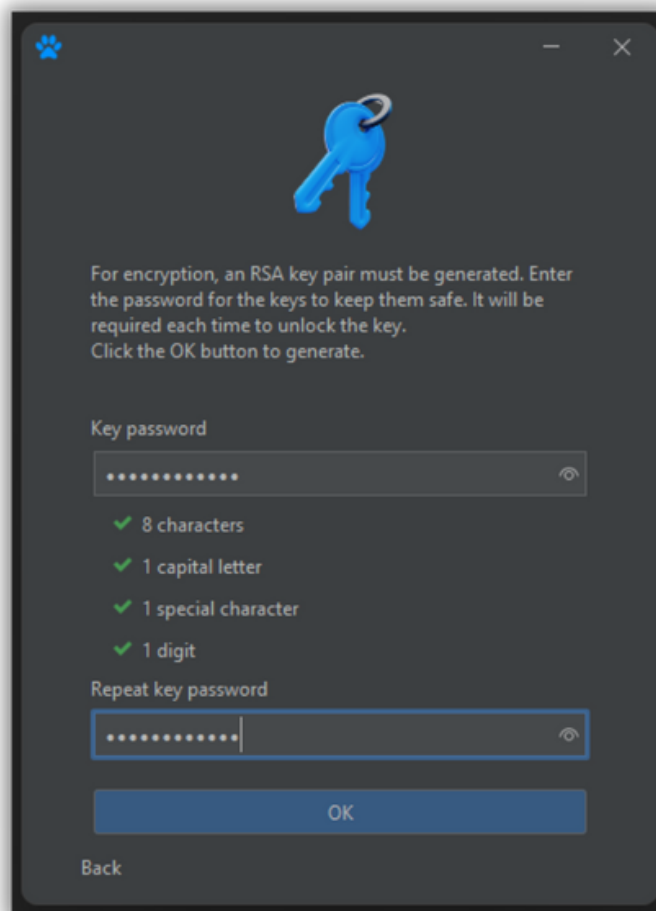 For encryption, an RSA key pair must be generated. Enter
the password for the keys to keep them safe. It will be
required each time to unlock the key.
Click the OK button to generate.
Key password
••••••••••••
8 characters
1 capital letter
1 special character
1 digit
Repeat key password
••••••••••••
OK
Back